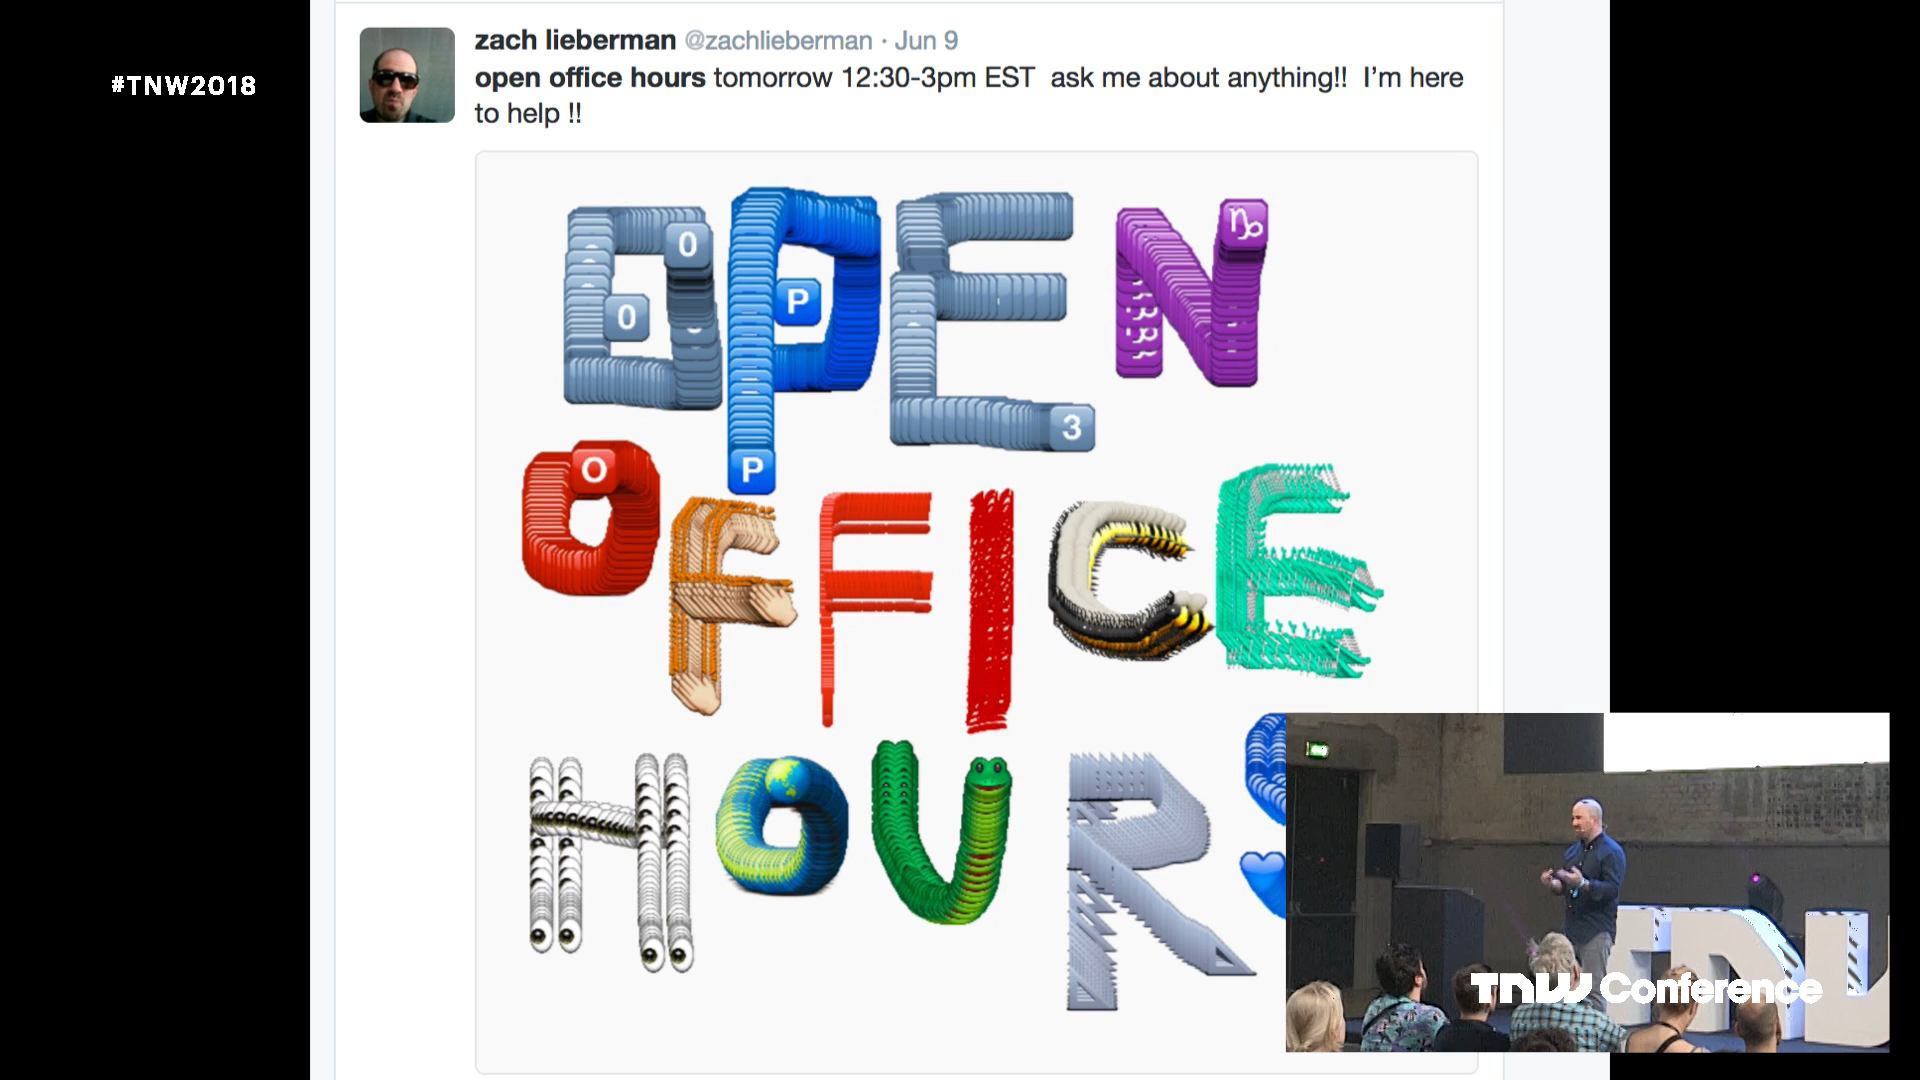 #TNW2018
zach lieberman @zachlieberman · Jun 9
open office hours tomorrow 12:30-3pm EST ask me about anything!! I'm here
to help !!
OPEN
OFFICE
HOURS
TNW Conference